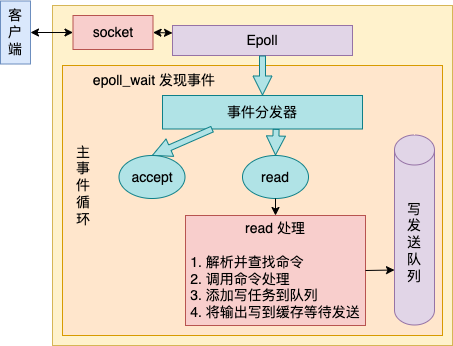 客户端
socket
Epoll
epoll_wait 发现事件
事件分发器
主事件循环
accept
read
read 处理
1. 解析并查找命令
2. 调用命令处理
3. 添加写任务到队列
4. 将输出写到缓存等待发送
写发送队列